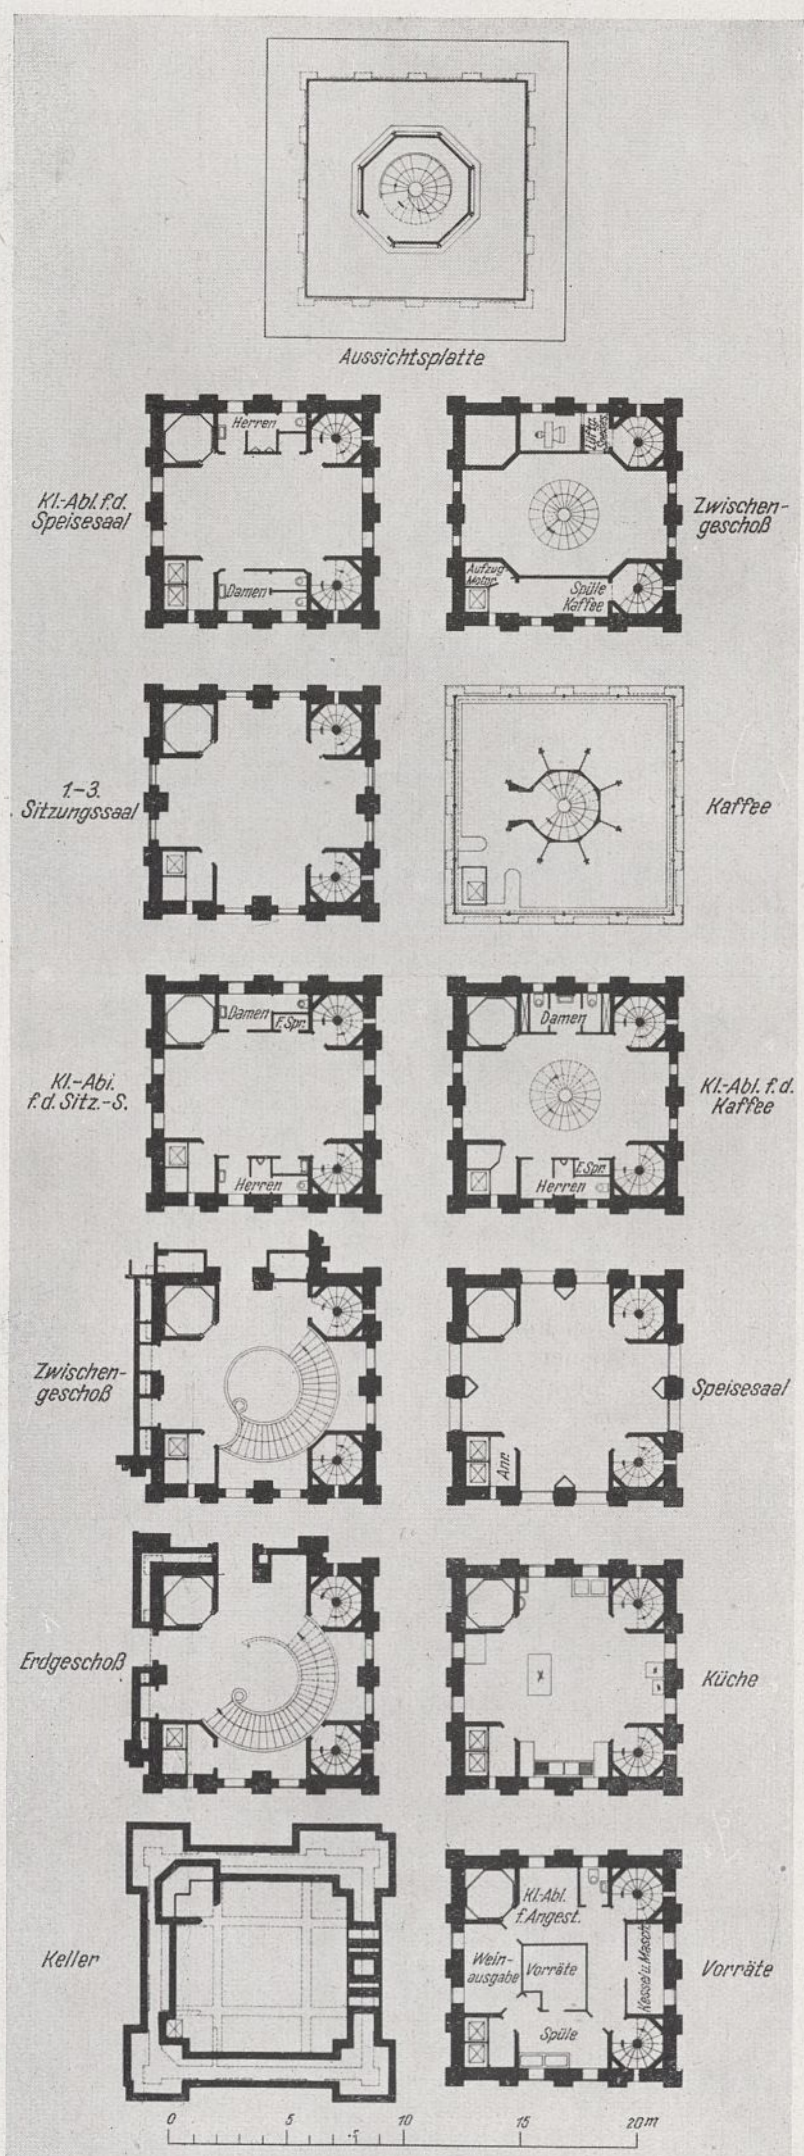 Aussichtsplatte
Kl.-Abl. f.d.
Speisesaal
Herren
Damen
Lüftg.
Speises.
Aufzug
Motor
Spüle
Kaffee
Zwischen-
geschoß
1.-3.
Sitzungssaal
Kaffee
Kl.-Abl.
f. d. Sitz.-S.
Damen
F. Spr.
Herren
Damen
F. Spr.
Herren
Kl.-Abl. f. d.
Kaffee
Zwischen-
geschoß
Anr.
Speisesaal
Erdgeschoß
Küche
Keller
Kl.-Abl.
f. Angest.
Wein-
ausgabe
Vorräte
Kessel u. Masch.
Spüle
Vorräte
0 5 10 15 20 m